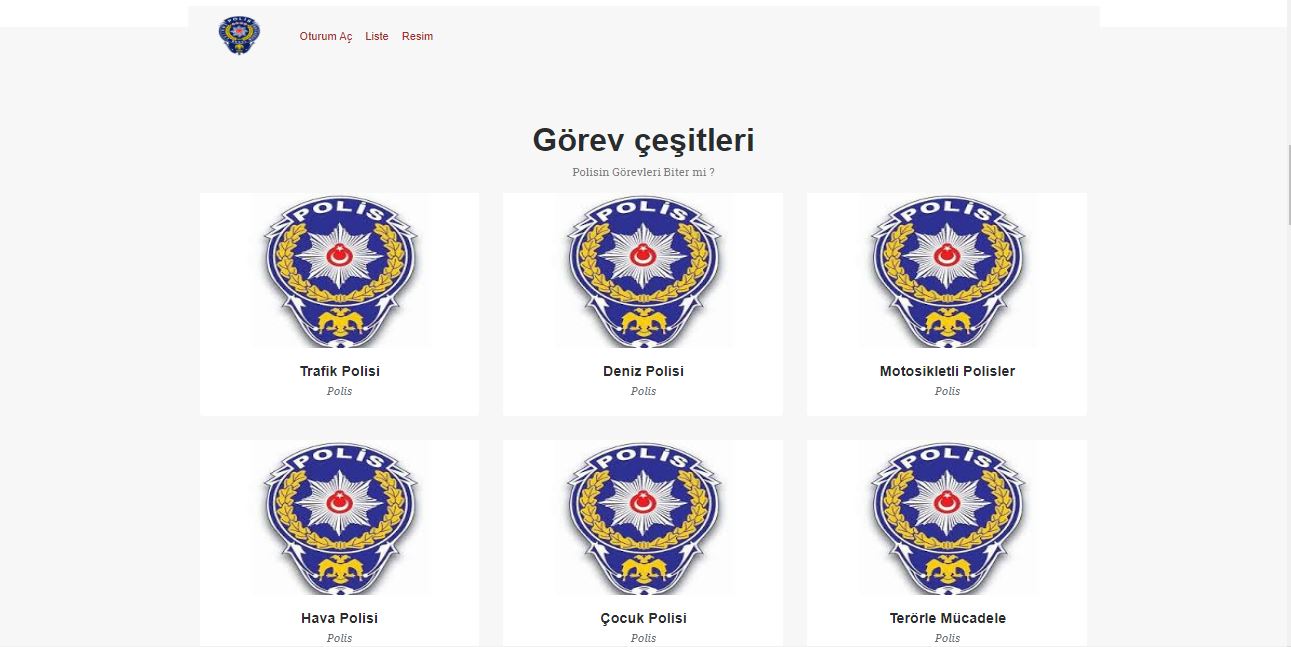 POLİS
Oturum Aç Liste Resim
Görev çeşitleri
Polisin Görevleri Biter mi ?
POLİS POLİS POLİS
Trafik Polisi Deniz Polisi Motosikletli Polisler
Polis Polis Polis
POLİS POLİS POLİS
Hava Polisi Çocuk Polisi Terörle Mücadele
Polis Polis Polis